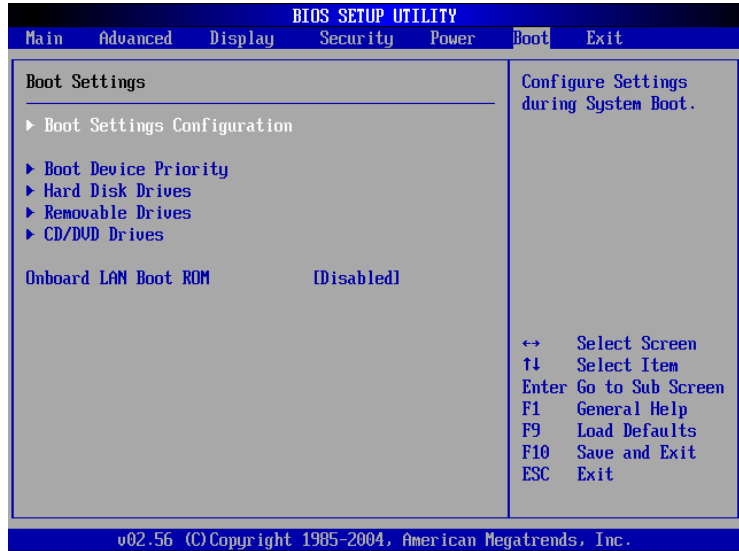 BIOS SETUP UTILITY
Main Advanced Display Security Power Boot Exit
Boot Settings
▶ Boot Settings Configuration
▶ Boot Device Priority
▶ Hard Disk Drives
▶ Removable Drives
▶ CD/DVD Drives
Onboard LAN Boot ROM [Disabled]
Configure Settings
during System Boot.
↔ Select Screen
↑↓ Select Item
Enter Go to Sub Screen
F1 General Help
F9 Load Defaults
F10 Save and Exit
ESC Exit
v02.56 (C)Copyright 1985-2004, American Megatrends, Inc.